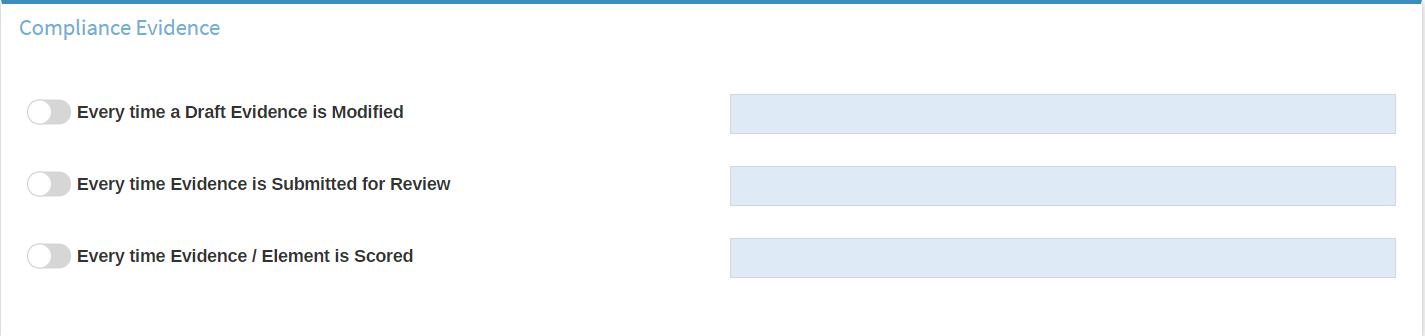 Compliance Evidence
Every time a Draft Evidence is Modified
Every time Evidence is Submitted for Review
Every time Evidence / Element is Scored